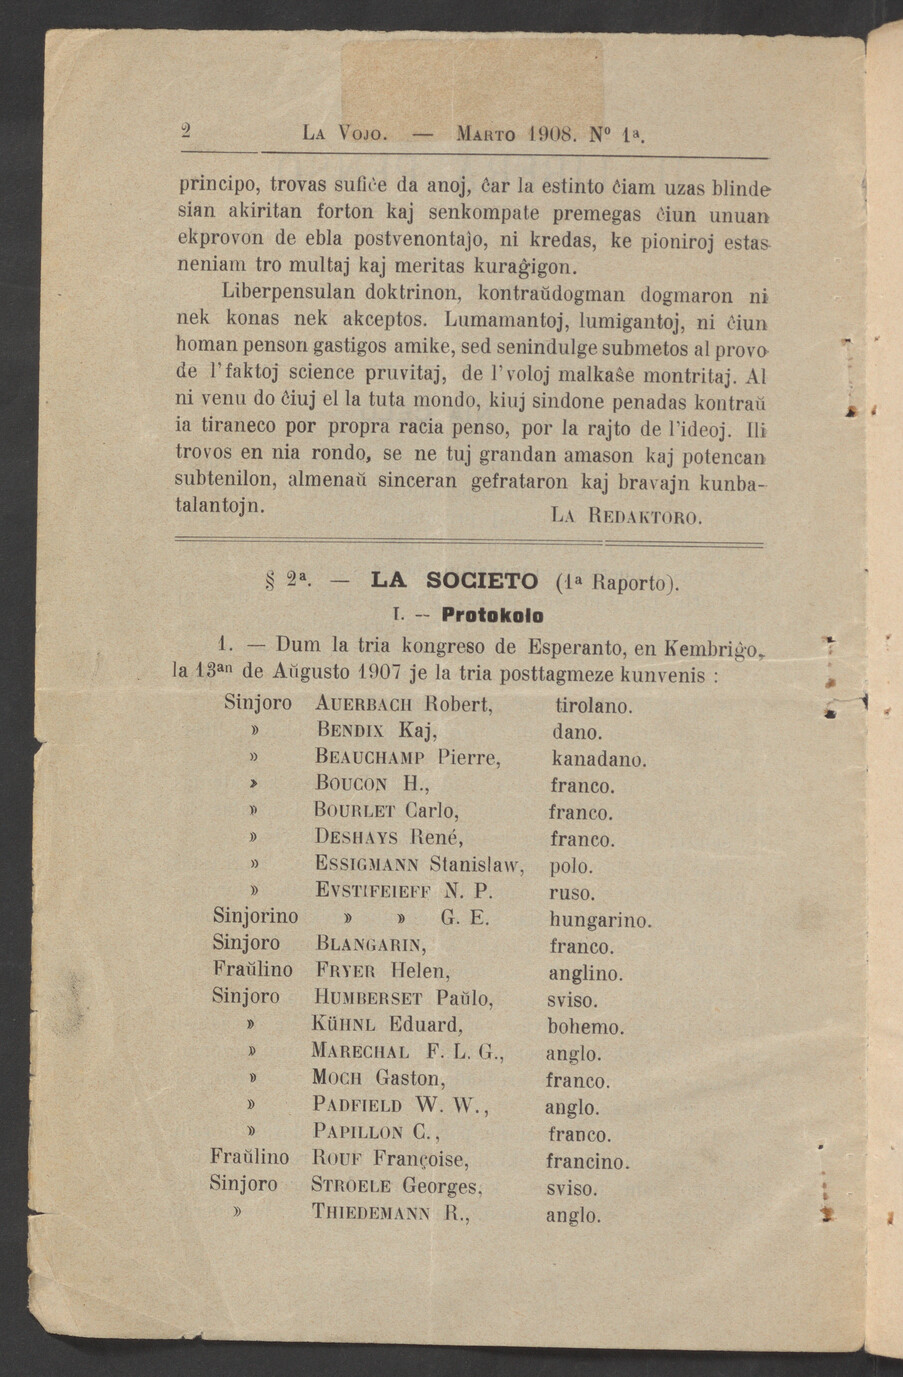 2 LA VOJO. — MARTO 1908. Nº 1ª.
principo, trovas sufiĉe da anoj, ĉar la estinto ĉiam uzas blinde
sian akiritan forton kaj senkompate premegas ĉiun unuan
ekprovon de ebla postvenontaĵo, ni kredas, ke pioniroj estas
neniam tro multaj kaj meritas kuraĝigon.
Liberpensulan doktrinon, kontraŭdogman dogmaron ni
nek konas nek akceptos. Lumamantoj, lumigantoj, ni ĉiun
homan penson gastigos amike, sed senindulge submetos al provo
de l'faktoj science pruvitaj, de l'voloj malkaŝe montritaj. Al
ni venu do ĉiuj el la tuta mondo, kiuj sindone penadas kontraŭ
ia tiraneco por propra racia penso, por la rajto de l'ideoj. Ili
trovos en nia rondo, se ne tuj grandan amason kaj potencan
subtenilon, almenaŭ sinceran gefrataron kaj bravajn kunba-
talantojn.
LA REDAKTORO.
§ 2ª. — LA SOCIETO (1ª Raporto).
I. — Protokolo
1. — Dum la tria kongreso de Esperanto, en Kembriĝo,
la 13an de Aŭgusto 1907 je la tria posttagmeze kunvenis :
Sinjoro AUERBACH Robert, tirolano.
» BENDIX Kaj, dano.
» BEAUCHAMP Pierre, kanadano.
» BOUCON H., franco.
» BOURLET Carlo, franco.
» DESHAYS René, franco.
» ESSIGMANN Stanislaw, polo.
» EVSTIFEIEFF N. P. ruso.
Sinjorino » » G. E. hungarino.
Sinjoro BLANGARIN, franco.
Fraŭlino FRYER Helen, anglino.
Sinjoro HUMBERSET Paŭlo, sviso.
» KÜHNL Eduard, bohemo.
» MARECHAL F. L. G., anglo.
» MOCH Gaston, franco.
» PADFIELD W. W., anglo.
» PAPILLON C., franco.
Fraŭlino ROUF Françoise, francino.
Sinjoro STROELE Georges, sviso.
» THIEDEMANN R., anglo.